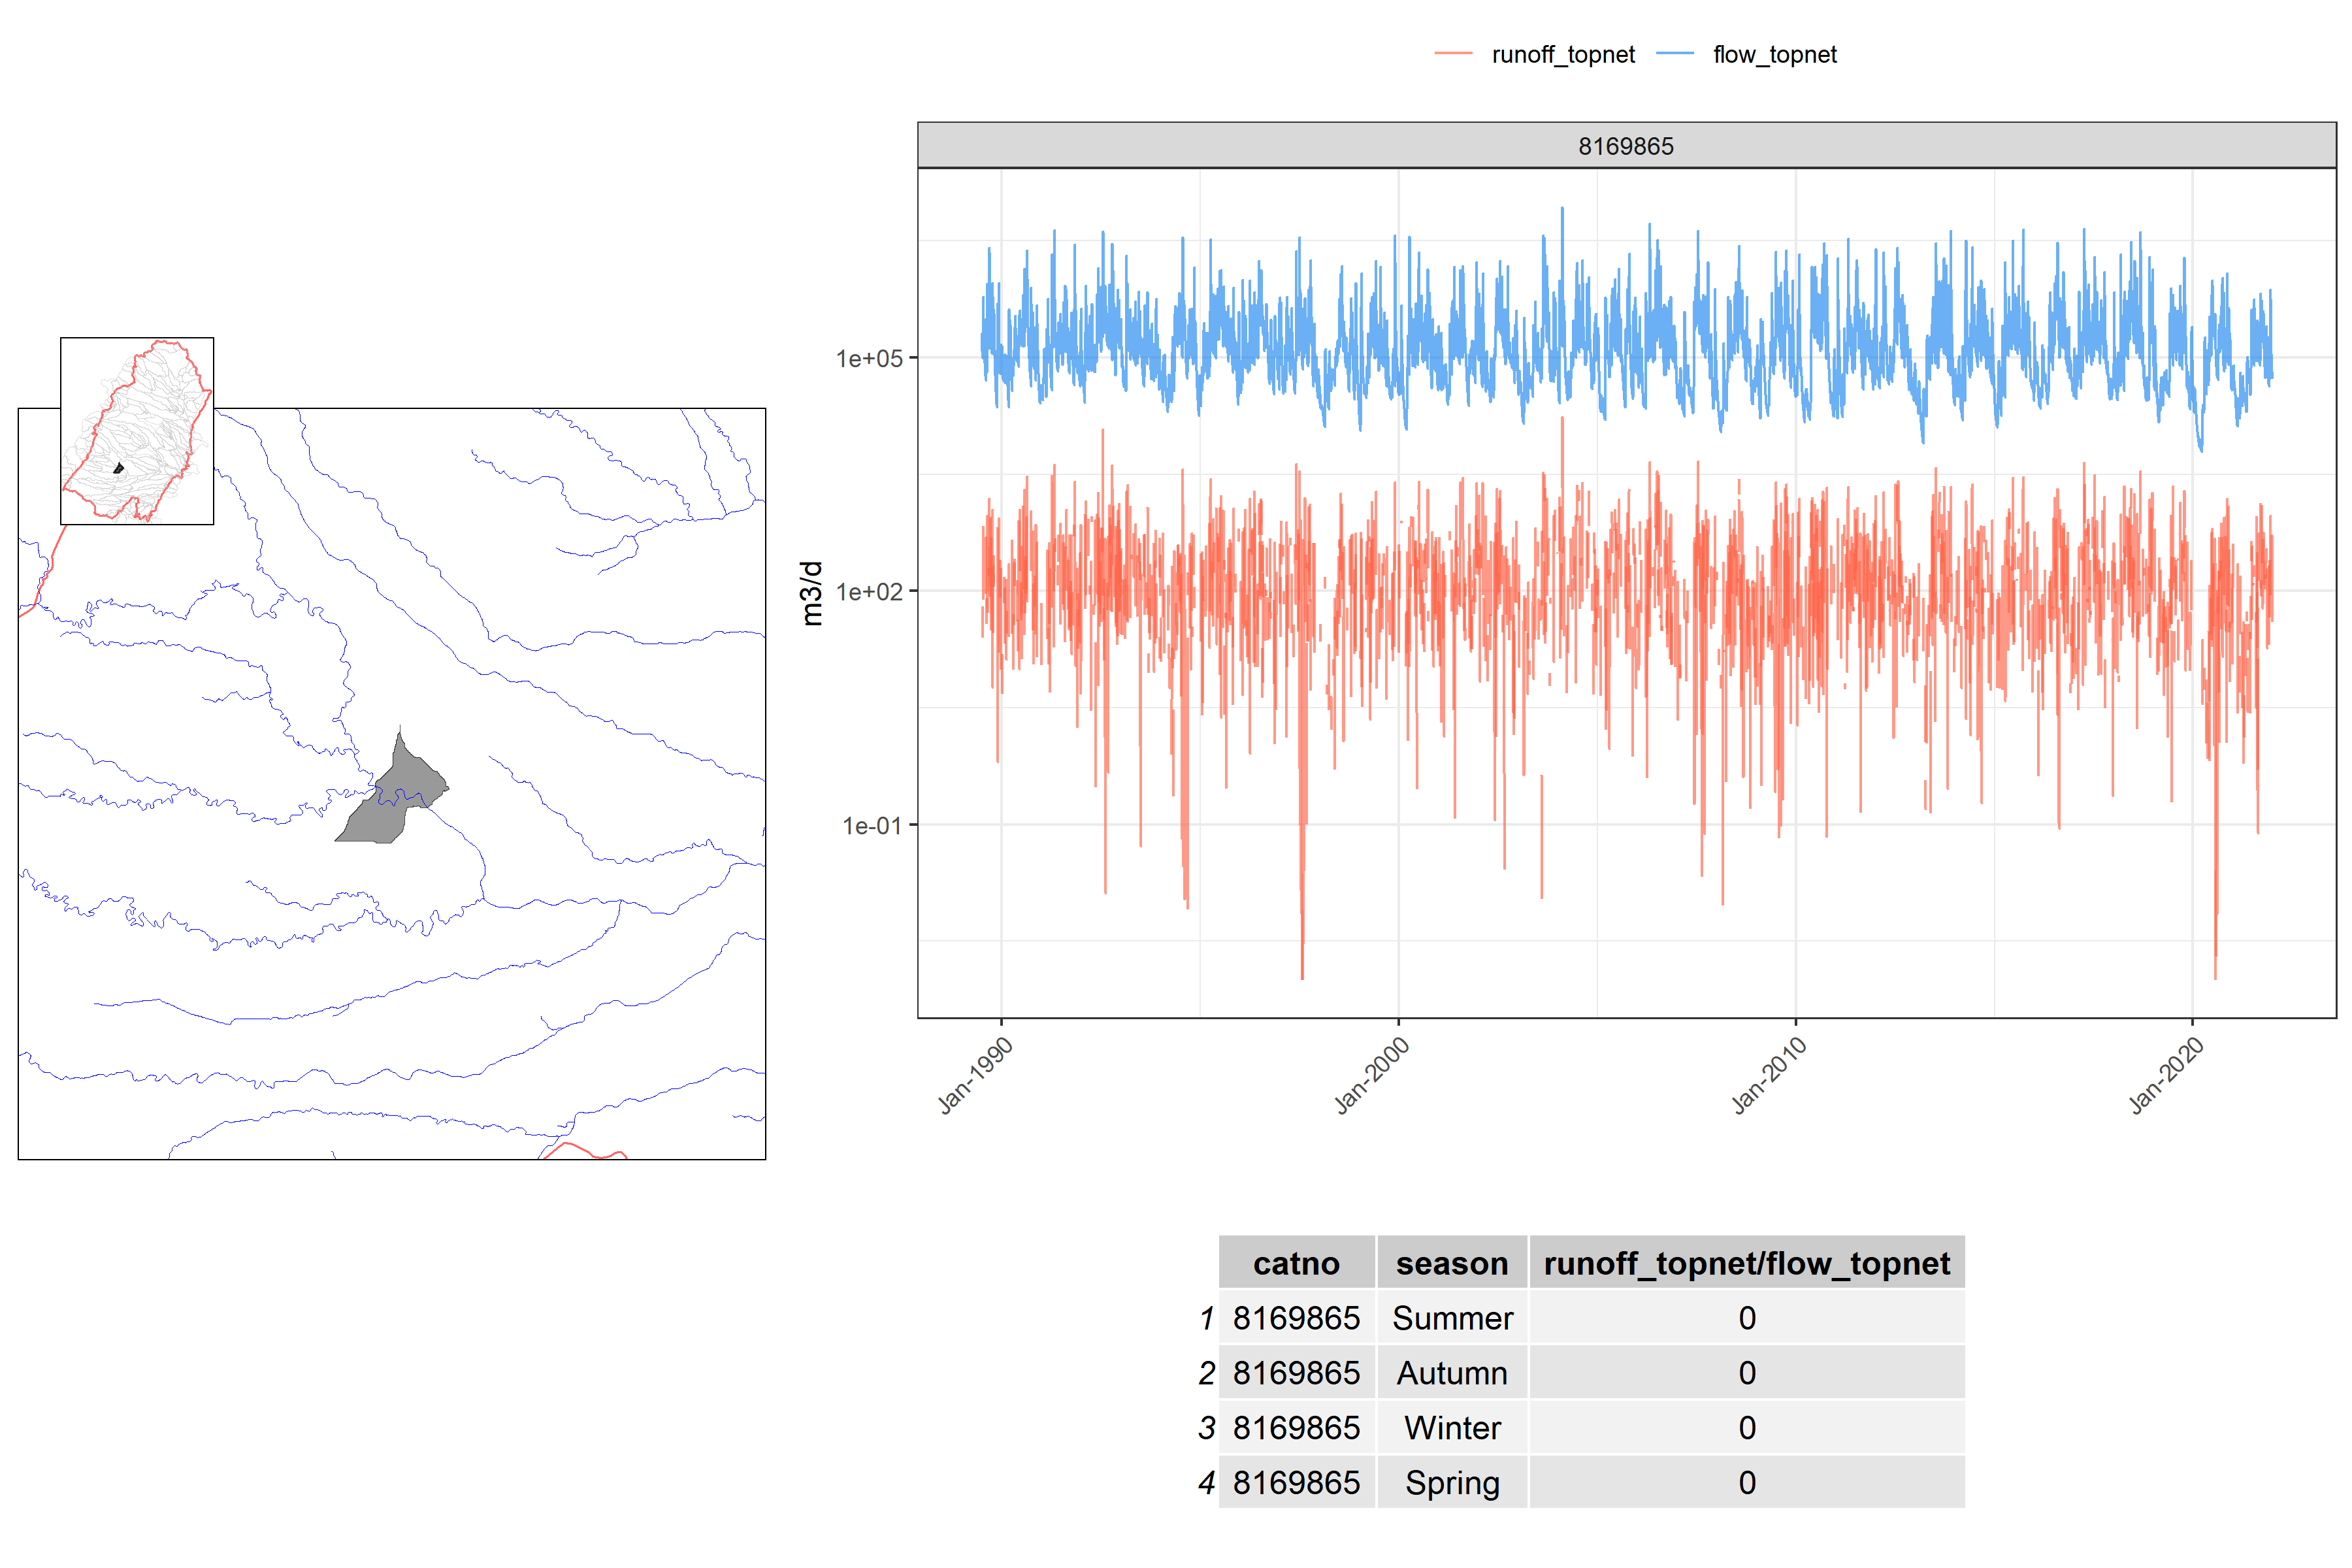 runoff_topnet flow_topnet
8169865
m3/d
1e+05
1e+02
1e-01
Jan-1990 Jan-2000 Jan-2010 Jan-2020
catno season runoff_topnet/flow_topnet
1 8169865 Summer 0
2 8169865 Autumn 0
3 8169865 Winter 0
4 8169865 Spring 0